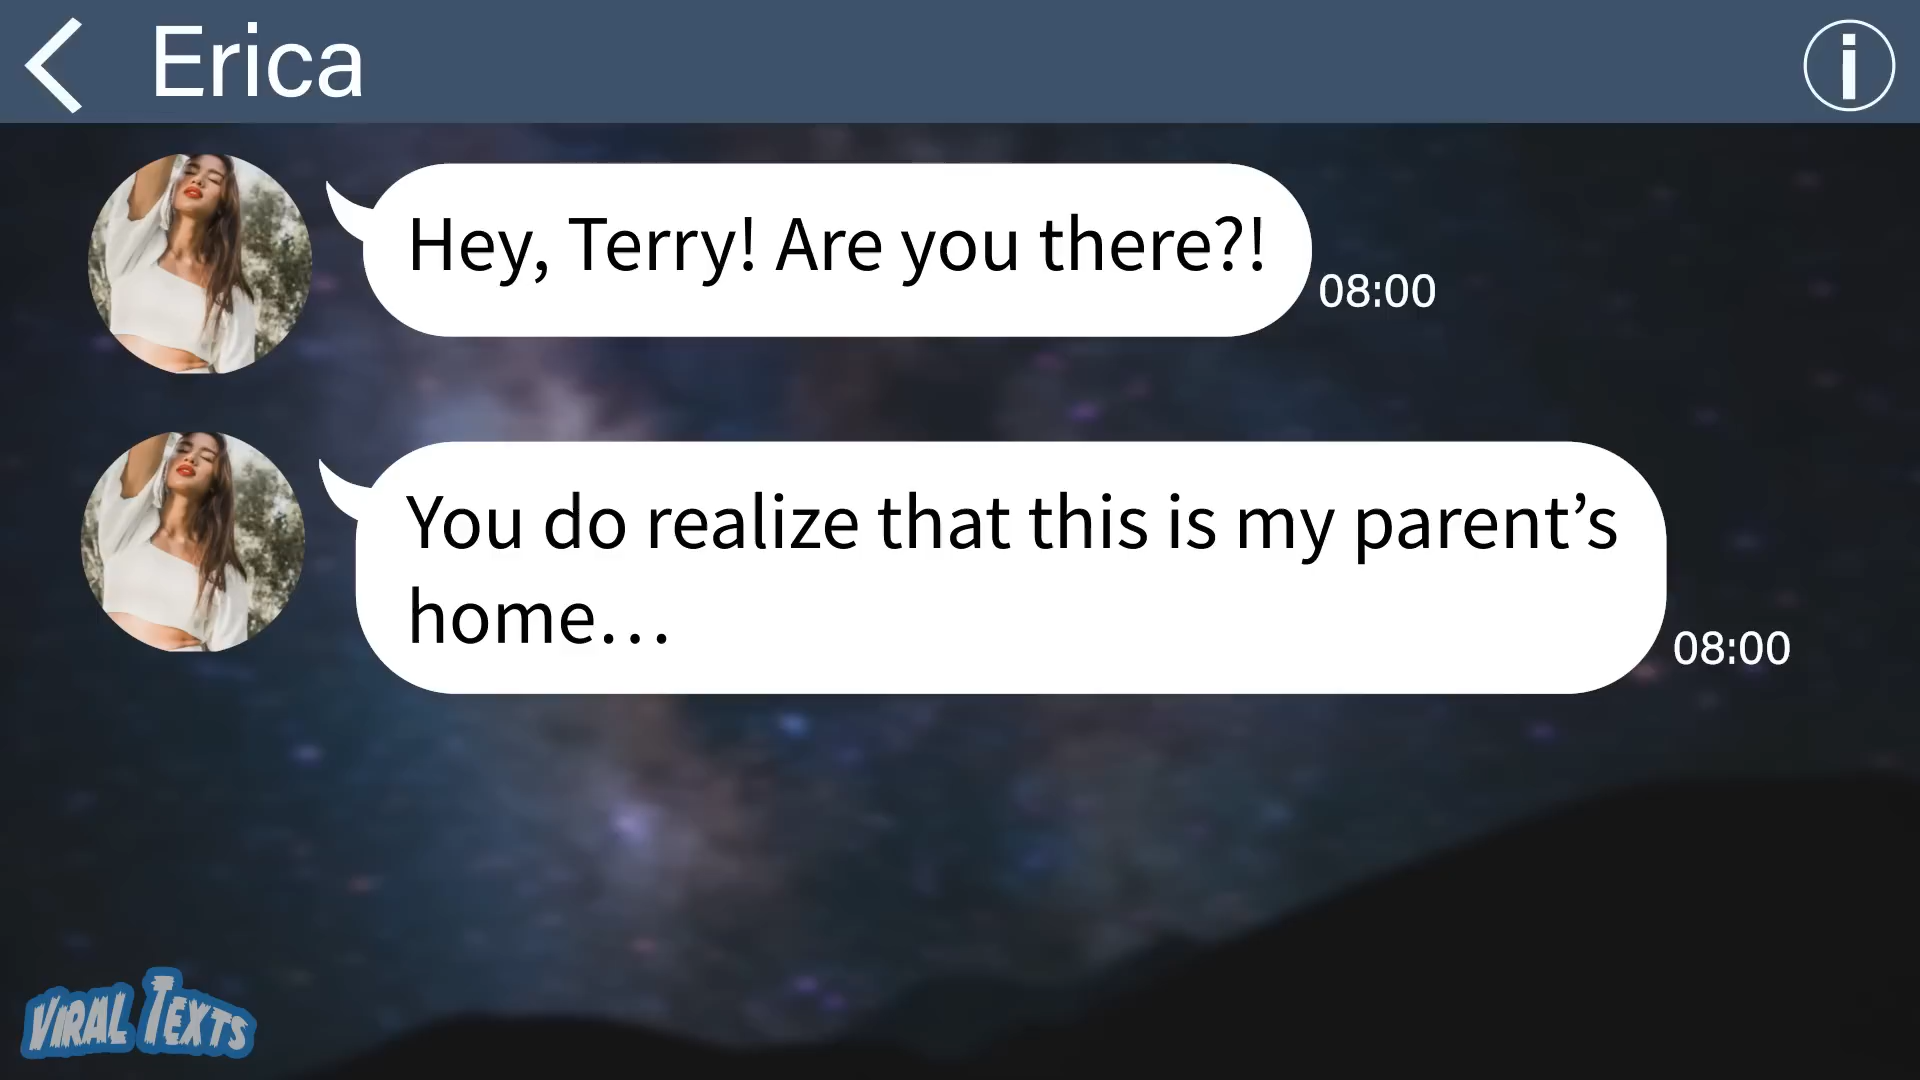 Erica
Hey, Terry! Are you there?!
08:00
You do realize that this is my parent’s
home…
08:00
VIRAL TEXTS